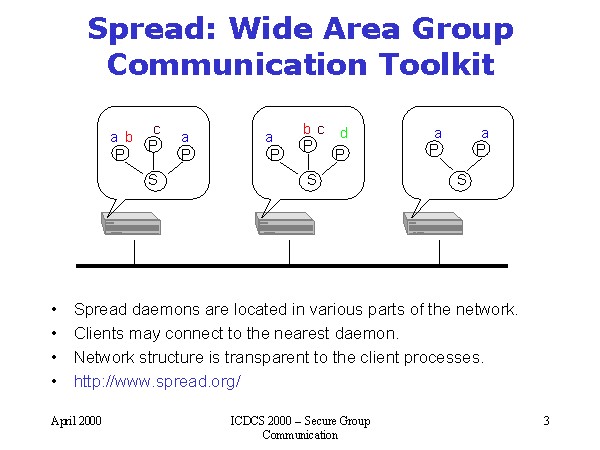 Spread: Wide Area Group
Communication Toolkit
a b c a
P P P
S
a b c d
P P P
S
a a
P P
S
• Spread daemons are located in various parts of the network.
• Clients may connect to the nearest daemon.
• Network structure is transparent to the client processes.
• http://www.spread.org/
April 2000
ICDCS 2000 – Secure Group
Communication
3